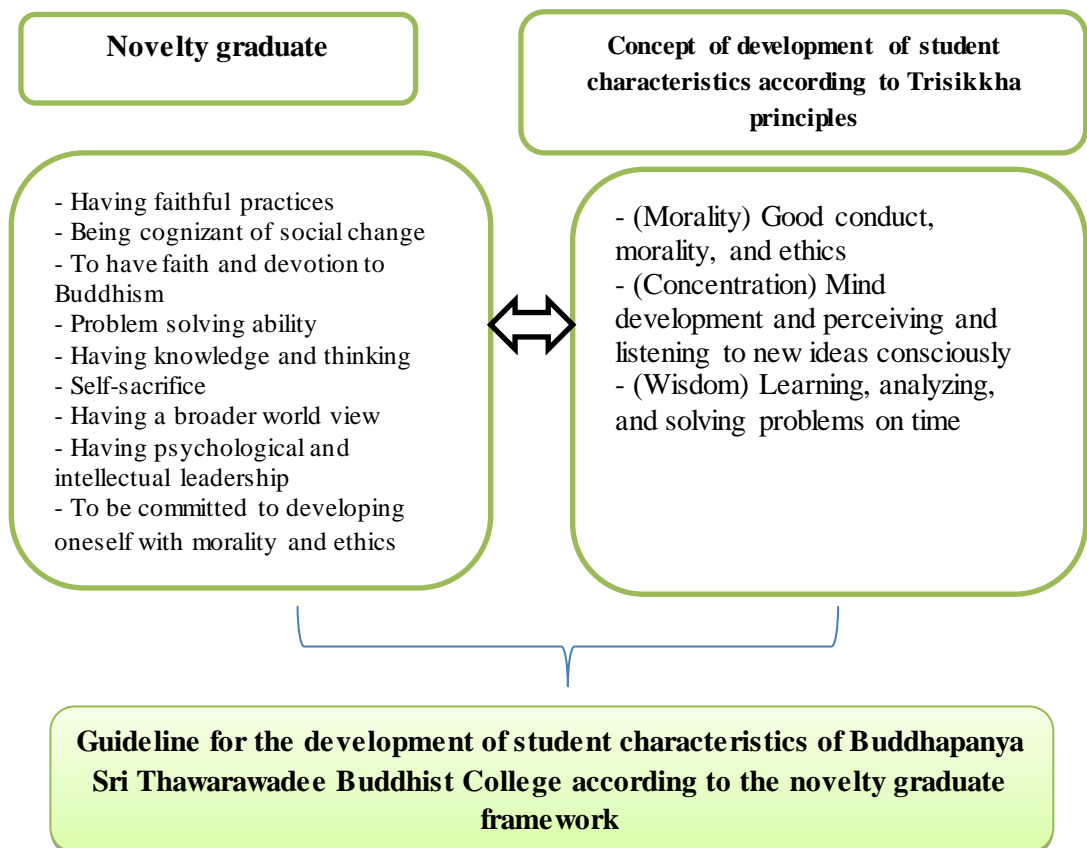 Novelty graduate
Concept of development of student
characteristics according to Trisikkha
principles
- Having faithful practices
- Being cognizant of social change
- To have faith and devotion to
Buddhism
- Problem solving ability
- Having knowledge and thinking
- Self-sacrifice
- Having a broader world view
- Having psychological and
intellectual leadership
- To be committed to developing
oneself with morality and ethics
- (Morality) Good conduct,
morality, and ethics
- (Concentration) Mind
development and perceiving and
listening to new ideas consciously
- (Wisdom) Learning, analyzing,
and solving problems on time
Guideline for the development of student characteristics of Buddhapanya
Sri Thawarawadee Buddhist College according to the novelty graduate
framework